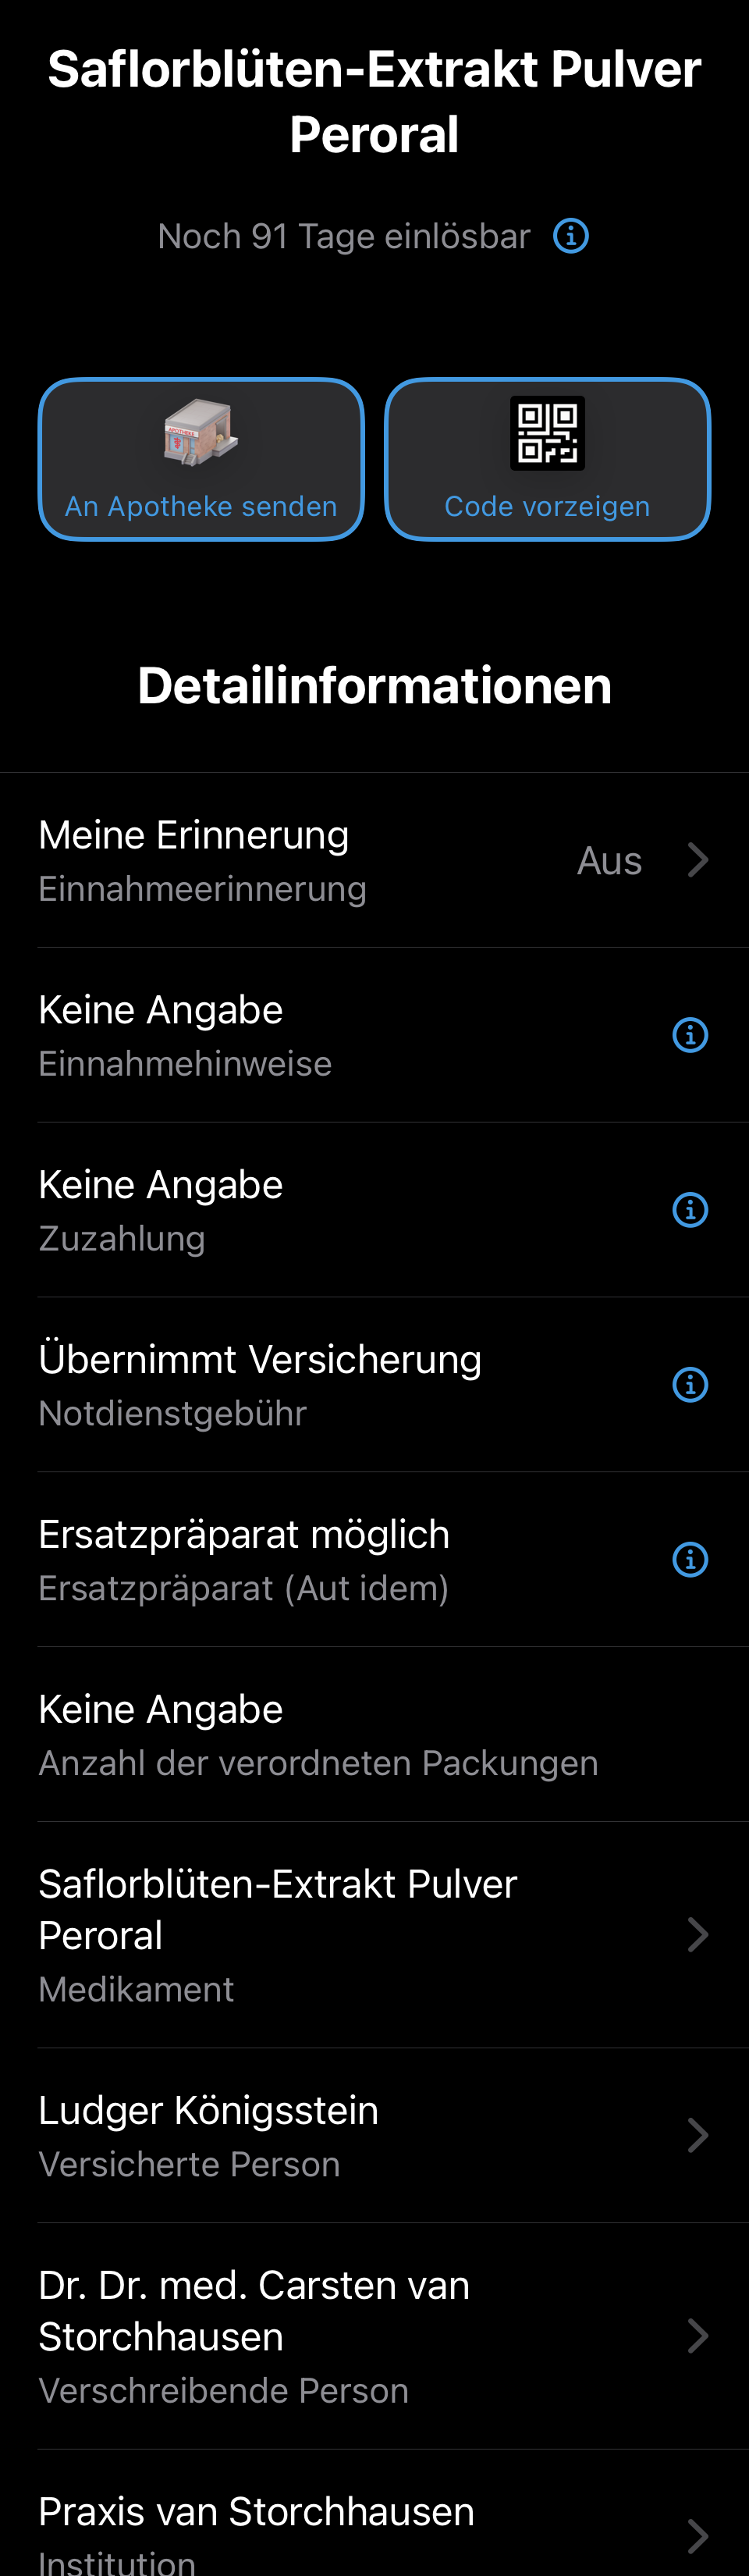 Saflorblüten-Extrakt Pulver
Peroral
Noch 91 Tage einlösbar
APOTHEKE
An Apotheke senden
Code vorzeigen
Detailinformationen
Meine Erinnerung
Einnahmeerinnerung
Aus
Keine Angabe
Einnahmehinweise
Keine Angabe
Zuzahlung
Übernimmt Versicherung
Notdienstgebühr
Ersatzpräparat möglich
Ersatzpräparat (Aut idem)
Keine Angabe
Anzahl der verordneten Packungen
Saflorblüten-Extrakt Pulver
Peroral
Medikament
Ludger Königsstein
Versicherte Person
Dr. Dr. med. Carsten van
Storchhausen
Verschreibende Person
Praxis van Storchhausen
Institution